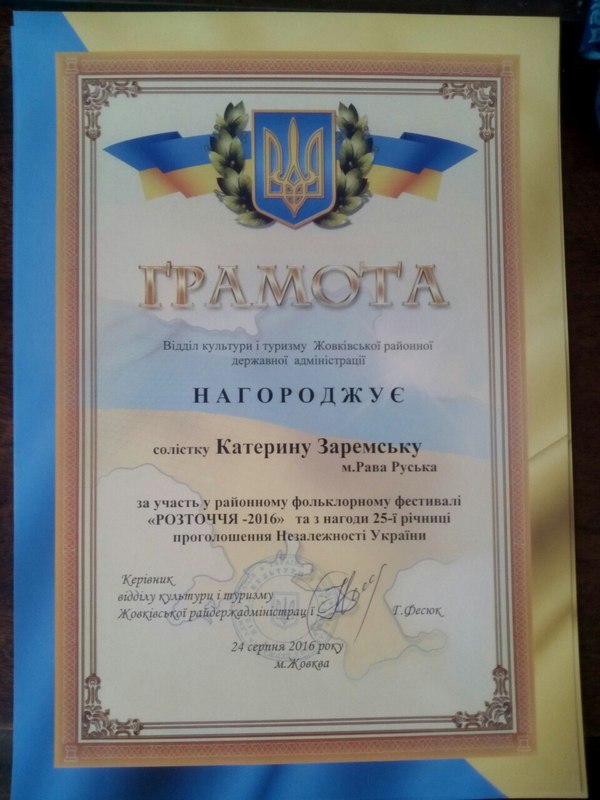 ГРАМОТА
Відділ культури і туризму Жовківської районної
державної адміністрації
НАГОРОДЖУЄ
солістку Катерину Заремську
м.Рава Руська
за участь у районному фольклорному фестивалі
«РОЗТОЧЧЯ -2016» та з нагоди 25-ї річниці
проголошення Незалежності України
Керівник
відділу культури і туризму
Жовківської райдержадміністрації Г.Фесюк
24 серпня 2016 року
м.Жовква